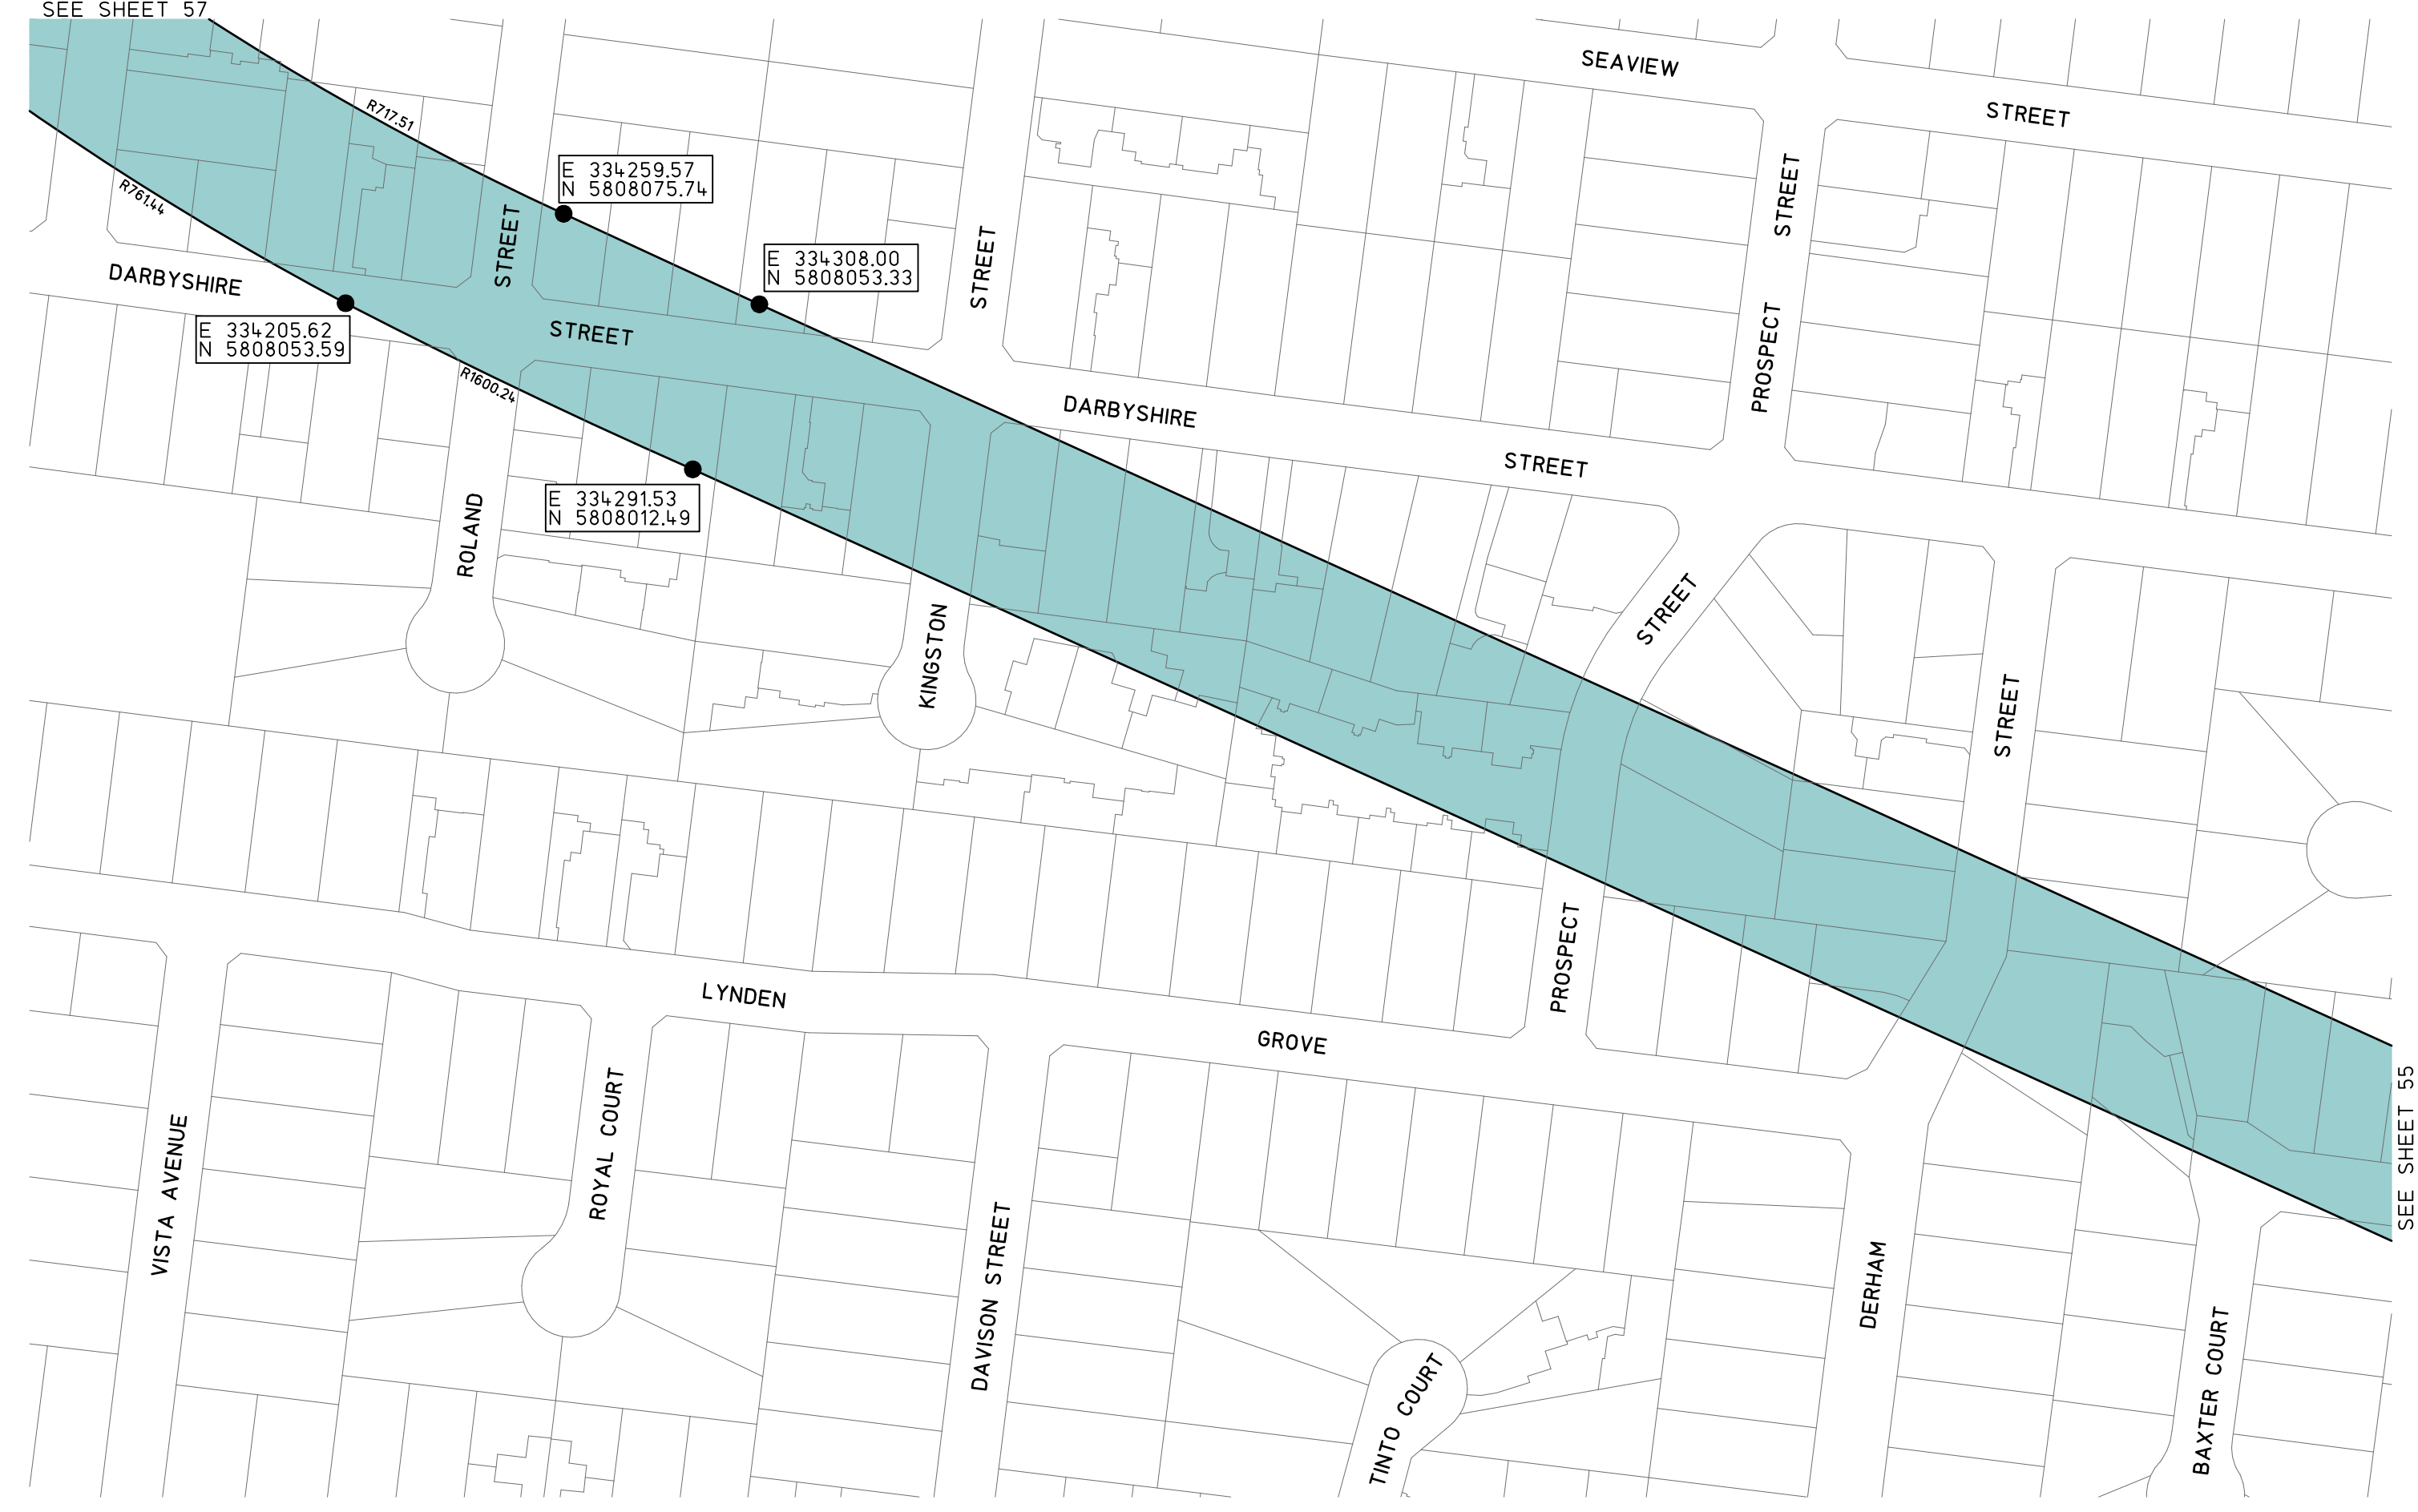 SEE SHEET 57
SEAVIEW
STREET
R717.51
E 334259.57
N 5808075.74
R761.44
STREET
STREET
STREET
E 334308.00
N 5808053.33
DARBYSHIRE
E 334205.62
N 5808053.59
STREET
PROSPECT
R1600.24
DARBYSHIRE
STREET
E 334291.53
N 5808012.49
ROLAND
STREET
KINGSTON
STREET
PROSPECT
LYNDEN
GROVE
SEE SHEET 55
VISTA AVENUE
ROYAL COURT
DAVISON STREET
DERHAM
TINTO COURT
BAXTER COURT